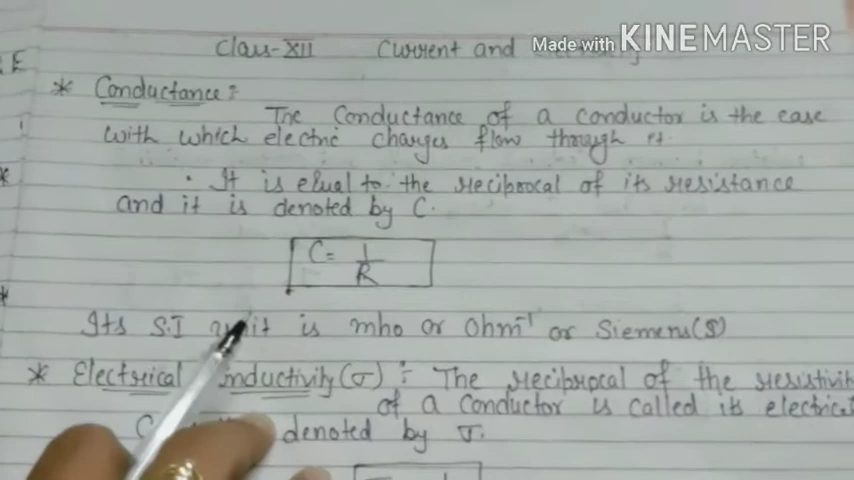 Class-XII Current and
Made with KINEMASTER
E
* Conductance :
The Conductance of a conductor is the ease
with which electric charges flow through it.
. It is equal to the reciprocal of its resistance
and it is denoted by C.
C = 1/R
Its S.I unit is mho or Ohm⁻¹ or Siemens(S)
* Electrical Conductivity(σ) : The reciprocal of the resistivity
of a conductor is called its electrical
denoted by σ.